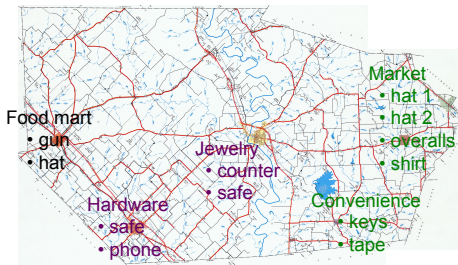 Market
• hat 1
• hat 2
• overalls
• shirt
Food mart
• gun
• hat
Jewelry
• counter
• safe
Hardware
• safe
• phone
Convenience
• keys
• tape